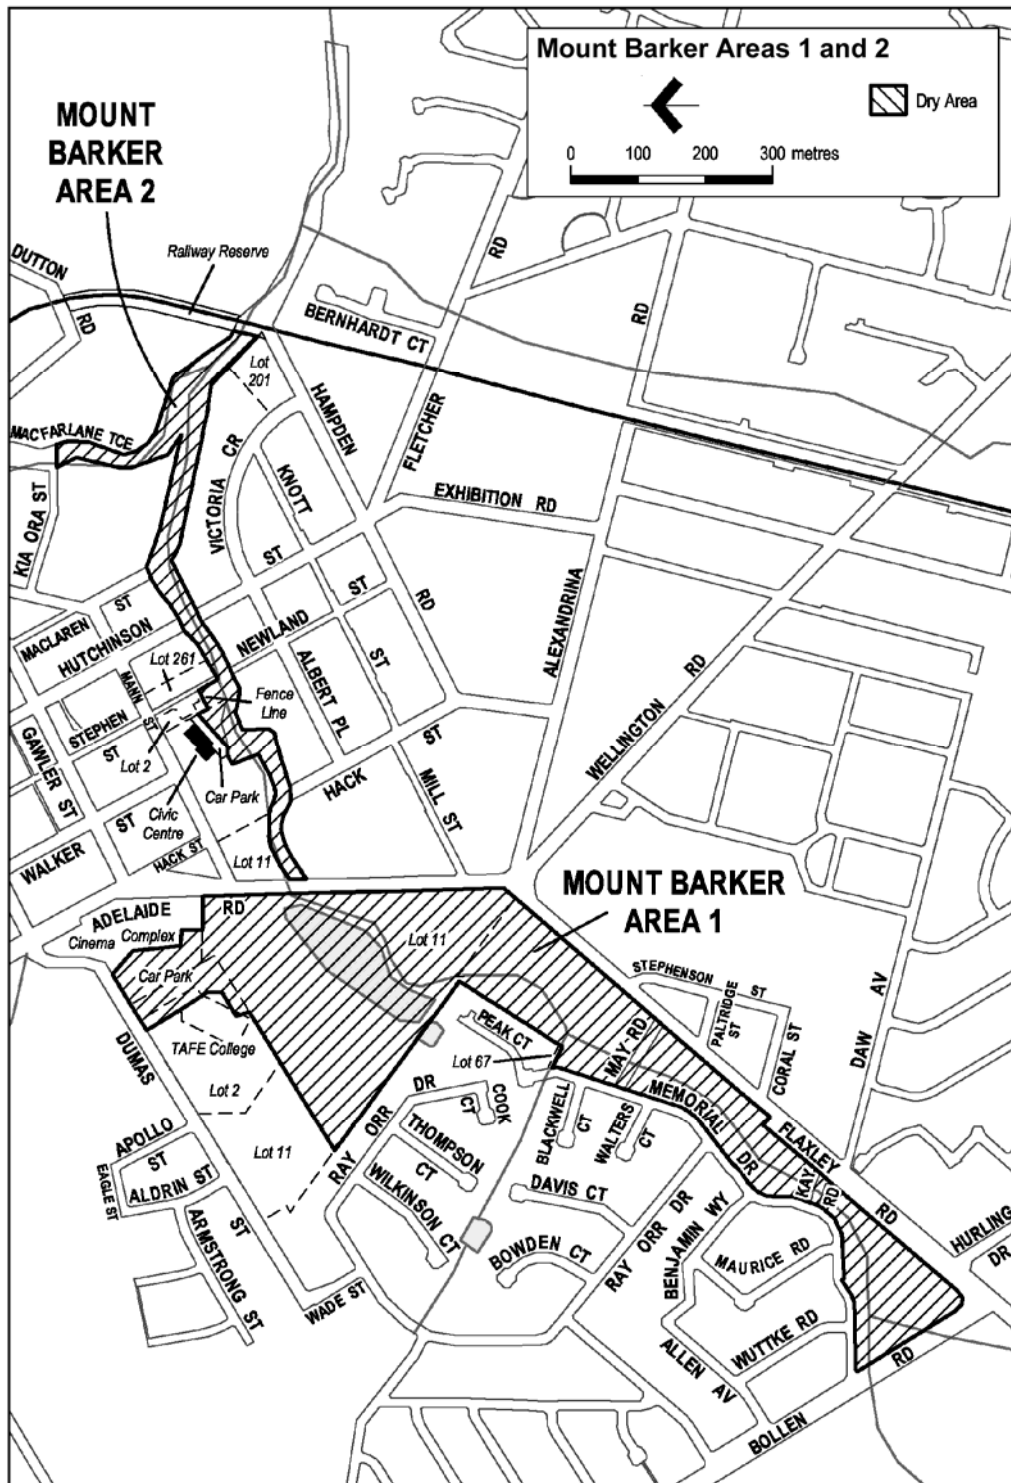 Mount Barker Areas 1 and 2
Dry Area
0 100 200 300 metres
MOUNT
BARKER
AREA 2
Railway Reserve
DUTTON
RD
BERNHARDT CT
RD
RD
Lot
201
HAMPDEN
FLETCHER
MACFARLANE TCE
VICTORIA CR
KNOTT
EXHIBITION RD
KIA ORA ST
ST
ST
RD
ST
MACLAREN
HUTCHINSON
NEWLAND
ALEXANDRINA
Lot 261
MANN
ST
ALBERT PL
ST
Fence
Line
STEPHEN
ST
RD
WELLINGTON
GAWLER ST
Lot 2
Car Park
HACK
ST
MILL ST
Civic
Centre
ST
WALKER
HACK ST
Lot 11
MOUNT BARKER
AREA 1
ADELAIDE
RD
Cinema Complex
Lot 11
Car Park
STEPHENSON ST
PALTRIDGE
ST
CORAL ST
DAW AV
PEAK CT
MAY RD
TAFE College
Lot 67
DUMAS
Lot 2
DR
COOK
CT
MEMORIAL
DR
BLACKWELL
CT
WALTERS
CT
FLAXLEY
RD
APOLLO
ST
Lot 11
RAY ORR
THOMPSON
CT
EAGLE ST
ALDRIN ST
WILKINSON CT
DAVIS CT
KAY
RD
ARMSTRONG ST
ST
BOWDEN CT
RAY ORR DR
BENJAMIN WY
MAURICE RD
HURLING
DR
WADE ST
WUTTKE RD
ALLEN AV
BOLLEN
RD